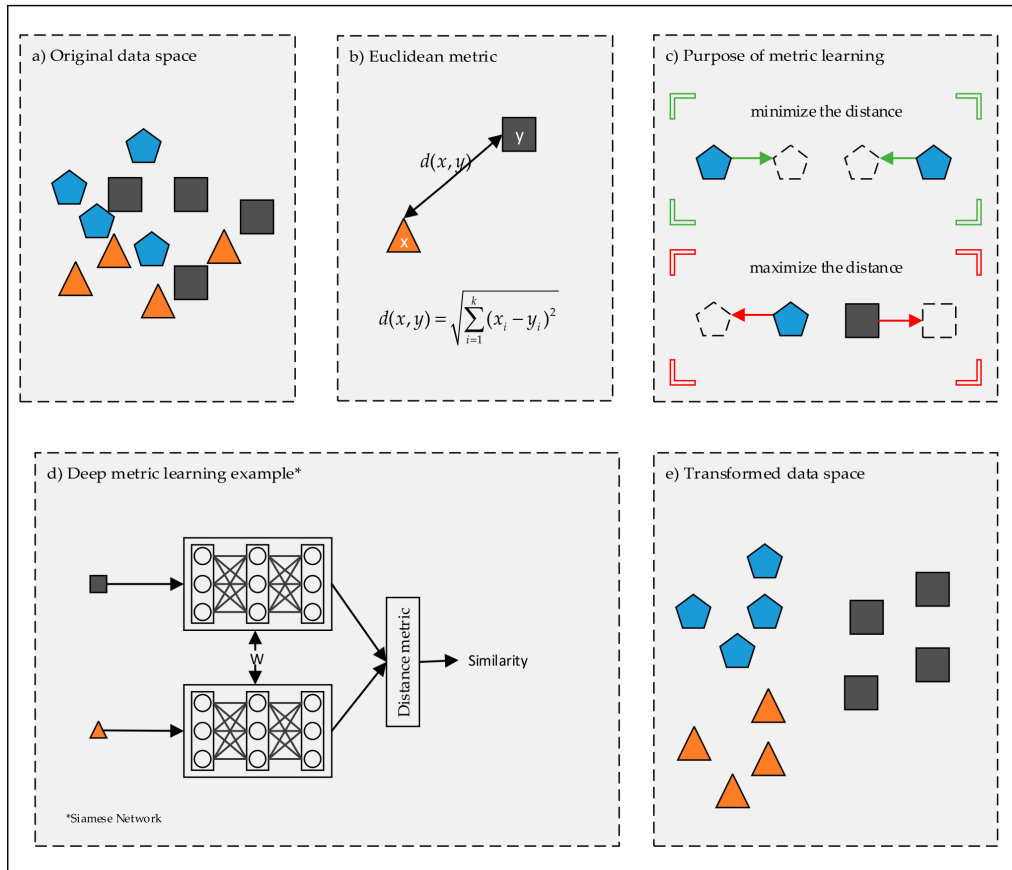 a) Original data space
b) Euclidean metric
y
d(x, y)
x
d(x, y) = √∑_{i=1}^{k}(x_i − y_i)^2
c) Purpose of metric learning
minimize the distance
maximize the distance
d) Deep metric learning example*
W
Distance metric
Similarity
*Siamese Network
e) Transformed data space